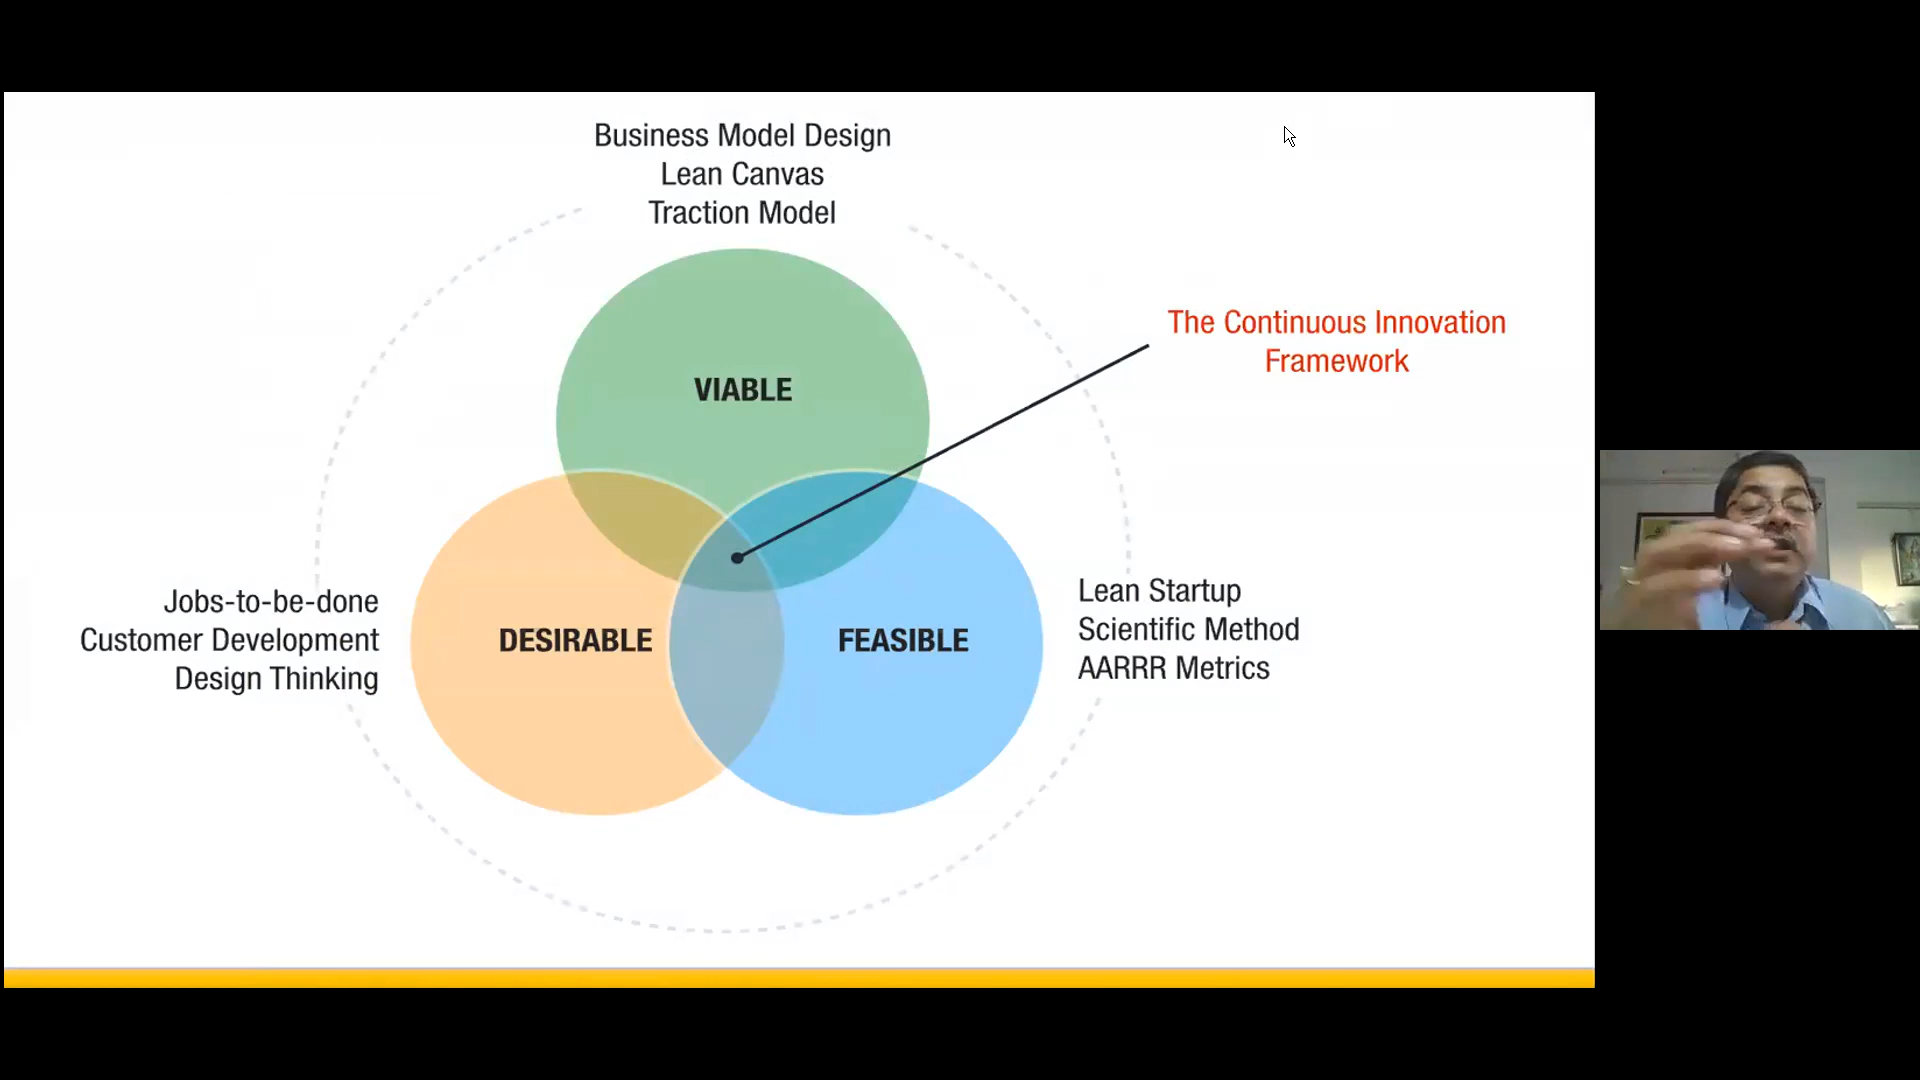 Business Model Design
Lean Canvas
Traction Model
The Continuous Innovation
Framework
VIABLE
Jobs-to-be-done
Customer Development
Design Thinking
DESIRABLE
FEASIBLE
Lean Startup
Scientific Method
AARRR Metrics